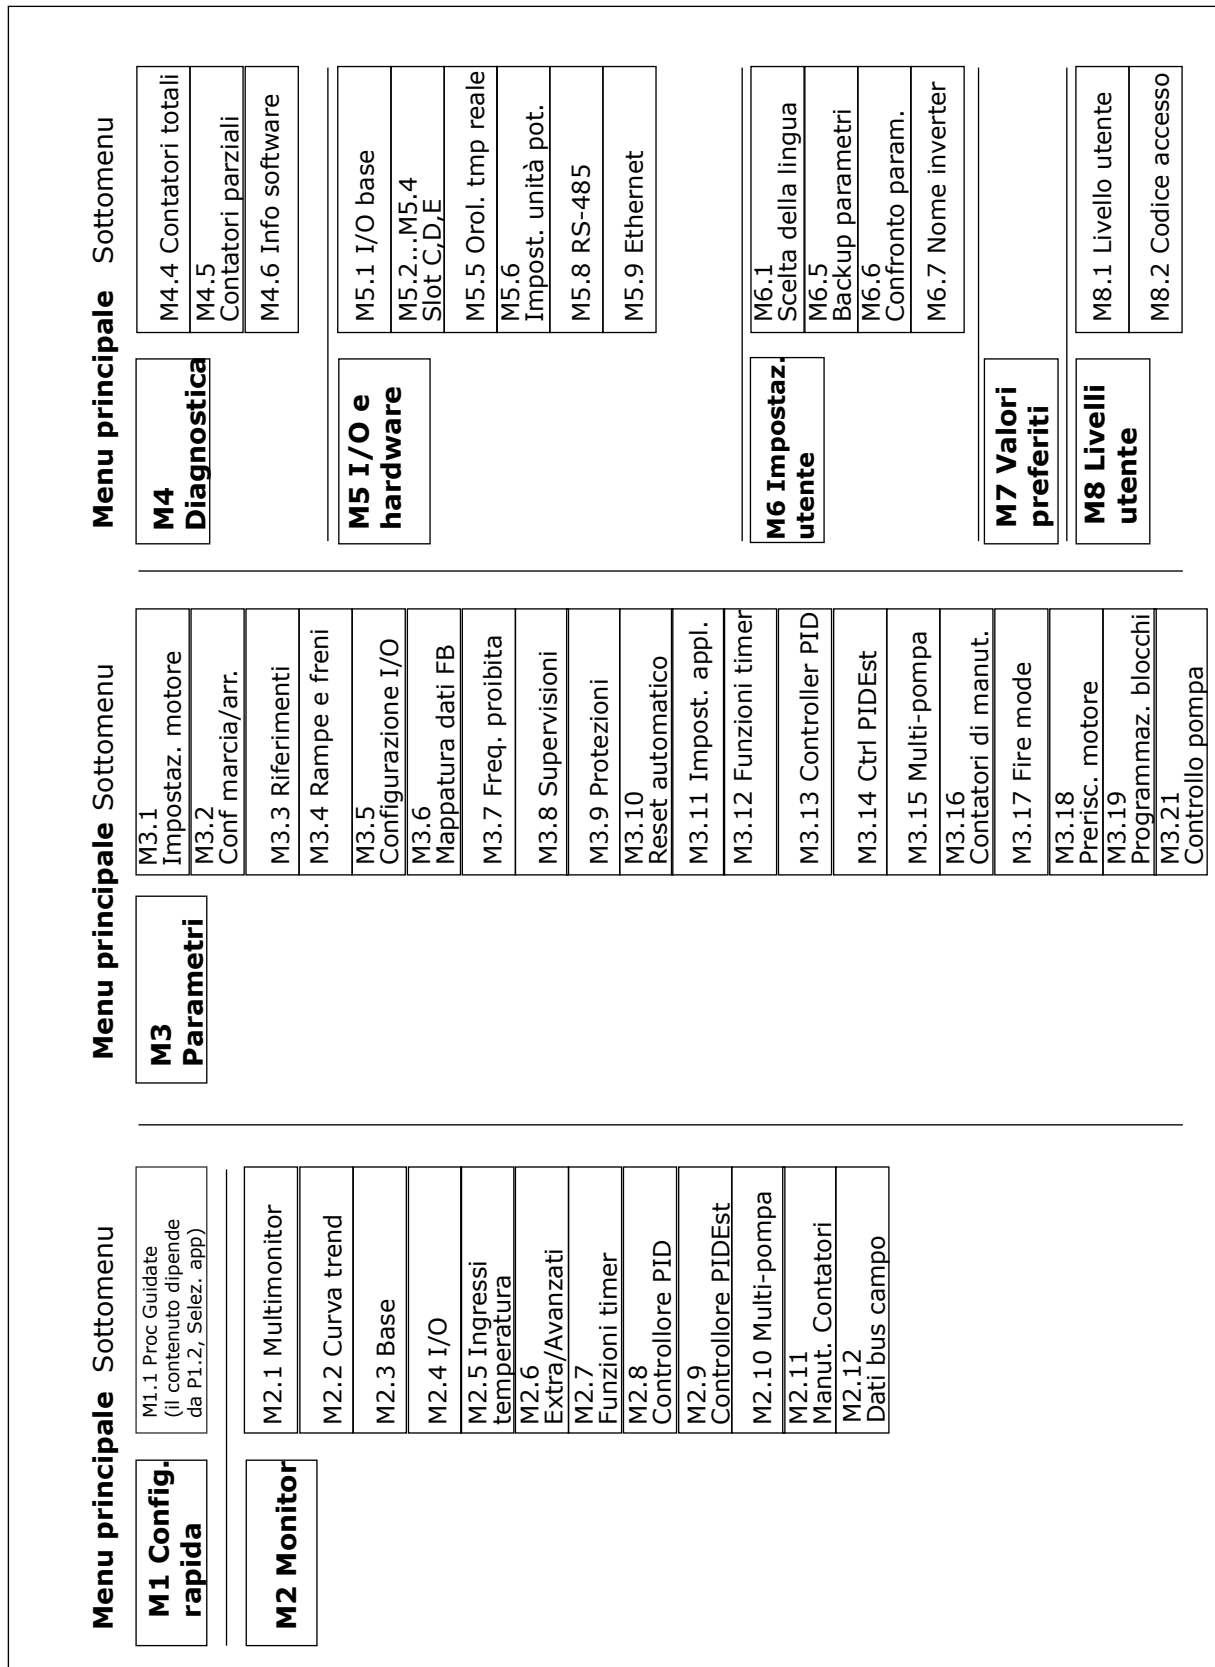 Menu principale Sottomenu
M1 Config.
rapida
M1.1 Proc Guidate
(il contenuto dipende
da P1.2, Selez. app)
M2 Monitor
M2.1 Multimonitor
M2.2 Curva trend
M2.3 Base
M2.4 I/O
M2.5 Ingressi
temperatura
M2.6
Extra/Avanzati
M2.7
Funzioni timer
M2.8
Controllore PID
M2.9
Controllore PIDEst
M2.10 Multi-pompa
M2.11
Manut. Contatori
M2.12
Dati bus campo
Menu principale Sottomenu
M3
Parametri
M3.1
Impostaz. motore
M3.2
Conf marcia/arr.
M3.3 Riferimenti
M3.4 Rampe e freni
M3.5
Configurazione I/O
M3.6
Mappatura dati FB
M3.7 Freq. proibita
M3.8 Supervisioni
M3.9 Protezioni
M3.10
Reset automatico
M3.11 Impost. appl.
M3.12 Funzioni timer
M3.13 Controller PID
M3.14 Ctrl PIDEst
M3.15 Multi-pompa
M3.16
Contatori di manut.
M3.17 Fire mode
M3.18
Prerisc. motore
M3.19
Programmaz. blocchi
M3.21
Controllo pompa
Menu principale Sottomenu
M4
Diagnostica
M4.4 Contatori totali
M4.5
Contatori parziali
M4.6 Info software
M5 I/O e
hardware
M5.1 I/O base
M5.2...M5.4
Slot C,D,E
M5.5 Orol. tmp reale
M5.6
Impost. unità pot.
M5.8 RS-485
M5.9 Ethernet
M6 Impostaz.
utente
M6.1
Scelta della lingua
M6.5
Backup parametri
M6.6
Confronto param.
M6.7 Nome inverter
M7 Valori
preferiti
M8 Livelli
utente
M8.1 Livello utente
M8.2 Codice accesso